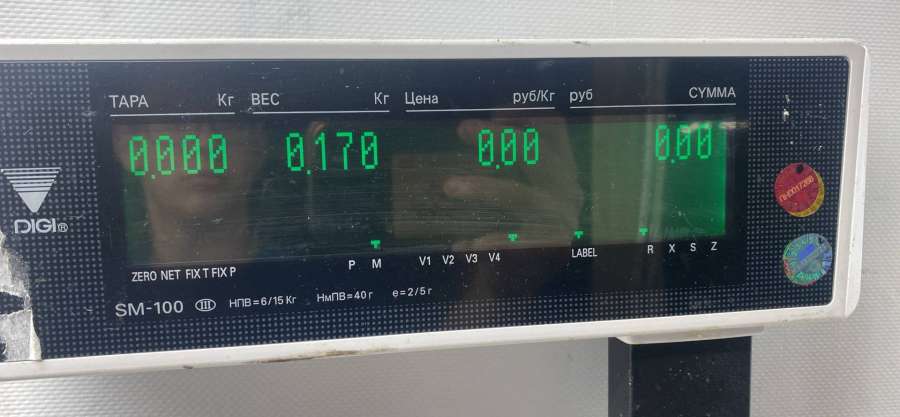 ТАРА Кг ВЕС Кг Цена руб/Кг руб СУММА
0.000 0.170 0.00 0.00
DIGI®
P M V1 V2 V3 V4 LABEL R X S Z
ZERO NET FIX T FIX P
SM-100 III НПВ=6/15 Кг НмПВ=40 г e=2/5 г